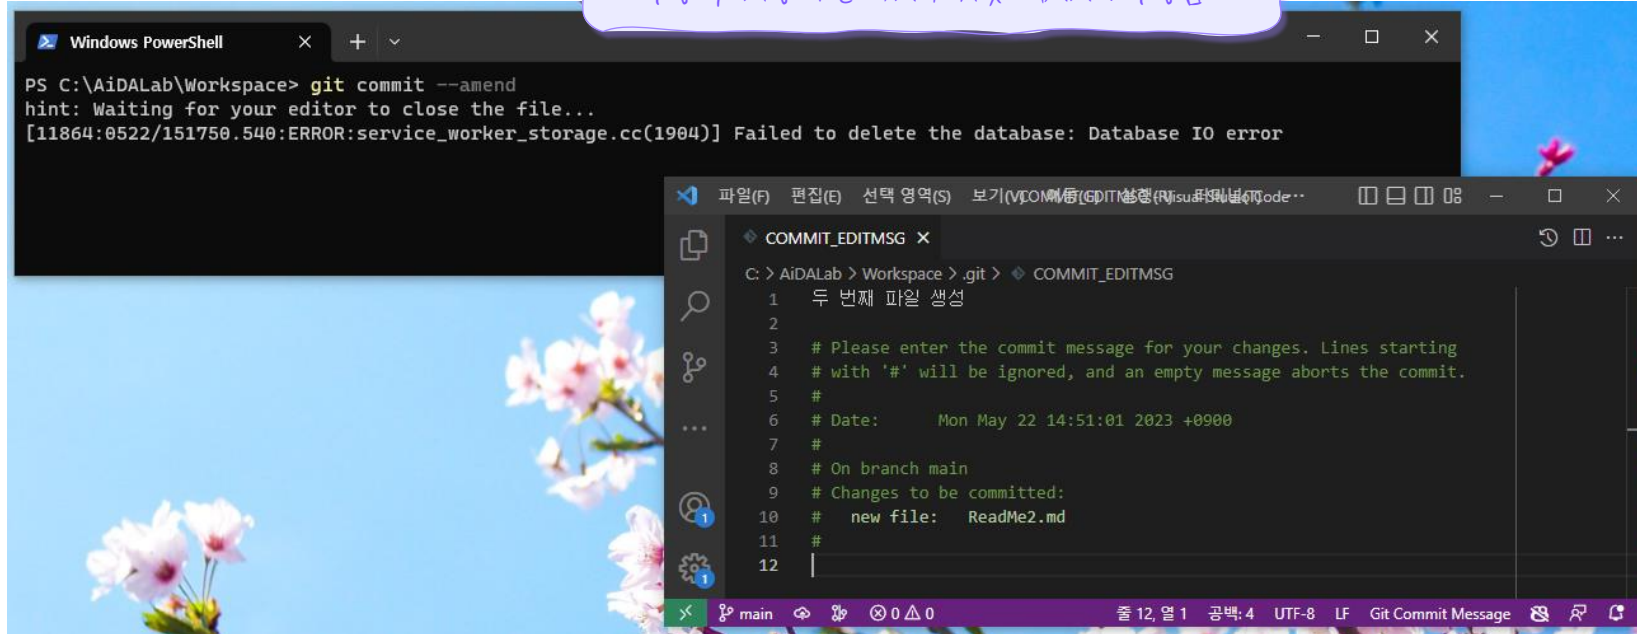 Windows PowerShell
PS C:\AiDALab\Workspace> git commit --amend
hint: Waiting for your editor to close the file...
[11864:0522/151750.540:ERROR:service_worker_storage.cc(1904)] Failed to delete the database: Database IO error
파일(F) 편집(E) 선택 영역(S) 보기(V)
COMMIT_EDITMSG
C: > AiDALab > Workspace > .git > COMMIT_EDITMSG
1 두 번째 파일 생성
2
3 # Please enter the commit message for your changes. Lines starting
4 # with '#' will be ignored, and an empty message aborts the commit.
5 #
6 # Date: Mon May 22 14:51:01 2023 +0900
7 #
8 # On branch main
9 # Changes to be committed:
10 # new file: ReadMe2.md
11 #
12
1
1
main 0 0 줄 12, 열 1 공백: 4 UTF-8 LF Git Commit Message